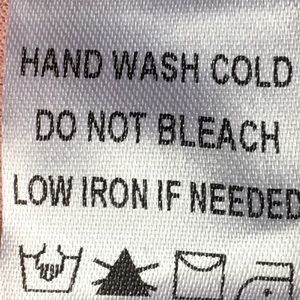 HAND WASH COLD
DO NOT BLEACH
LOW IRON IF NEEDED